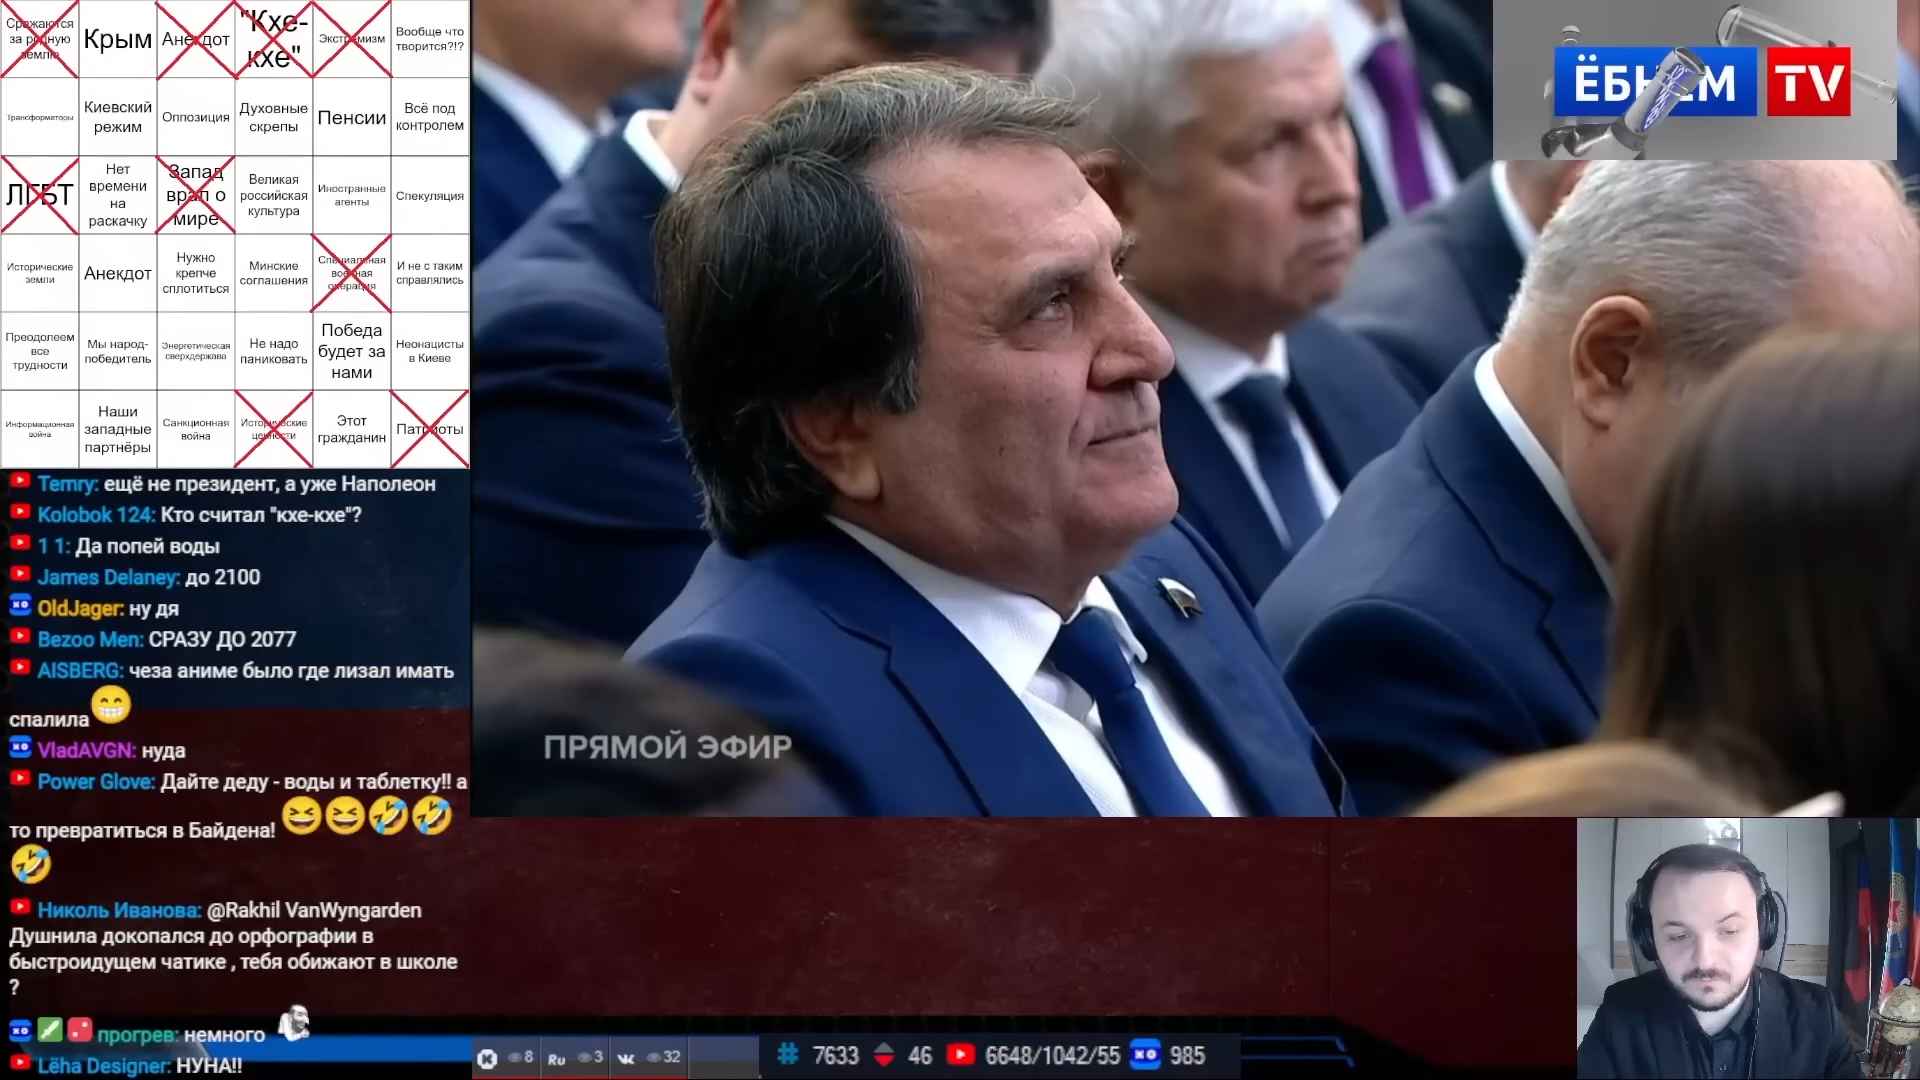 Сражаются
за родную
землю
Крым
Анекдот
"Кхе-
кхе"
Экстремизм
Вообще что
творится?!?
Трансформаторы
Киевский
режим
Оппозиция
Духовные
скрепы
Пенсии
Всё под
контролем
ЛГБТ
Нет
времени
на
раскачку
Запад
врал о
мире
Великая
российская
культура
Иностранные
агенты
Спекуляция
Исторические
земли
Анекдот
Нужно
крепче
сплотиться
Минские
соглашения
Специальная
военная
операция
И не с таким
справлялись
Преодолеем
все
трудности
Мы народ-
победитель
Энергетическая
сверхдержава
Не надо
паниковать
Победа
будет за
нами
Неонацисты
в Киеве
Информационная
война
Наши
западные
партнёры
Санкционная
война
Исторические
ценности
Этот
гражданин
Патриоты
Temry: ещё не президент, а уже Наполеон
Kolobok 124: Кто считал "кхе-кхе"?
1 1: Да попей воды
James Delaney: до 2100
OldJager: ну дя
Bezoo Men: СРАЗУ ДО 2077
AISBERG: чеза аниме было где лизал имать
спалила
VladAVGN: нуда
Power Glove: Дайте деду - воды и таблетку!! а
то превратиться в Байдена!
Николь Иванова: @Rakhil VanWyngarden
Душнила докопался до орфографии в
быстроидущем чатике , тебя обижают в школе
?
прогрев: немного
Lëha Designer: НУНА!!
TV
ПРЯМОЙ ЭФИР
8 Ru 3 32 # 7633 46 6648/1042/55 985